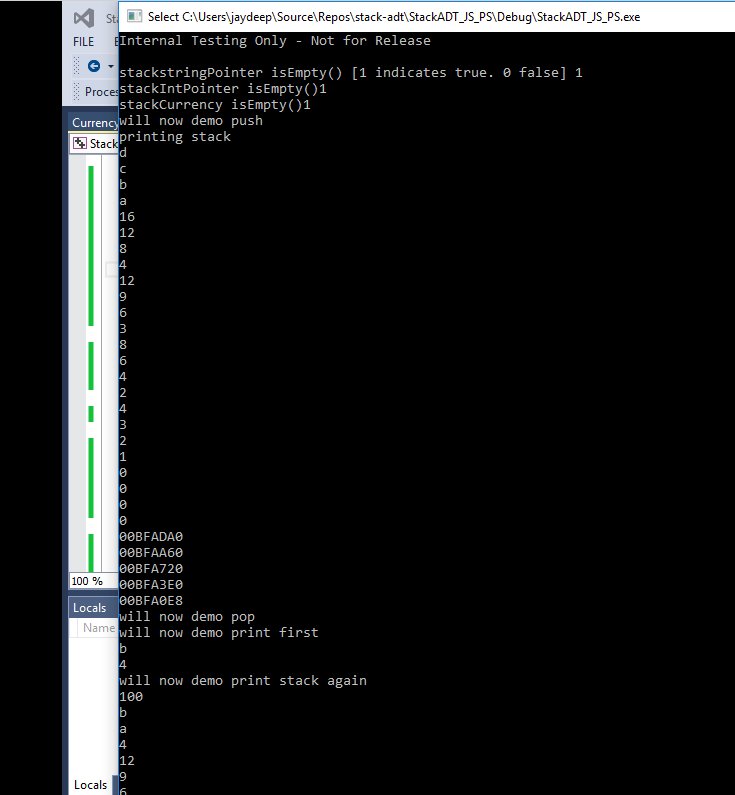 Select C:\Users\jaydeep\Source\Repos\stack-adt\StackADT_JS_PS\Debug\StackADT_JS_PS.exe
FILE
Internal Testing Only - Not for Release
stackstringPointer isEmpty() [1 indicates true. 0 false] 1
stackIntPointer isEmpty()1
stackCurrency isEmpty()1
will now demo push
printing stack
d
c
b
a
16
12
8
4
12
9
6
3
8
6
4
2
4
3
2
1
0
0
0
0
00BFADA0
00BFAA60
00BFA720
00BFA3E0
00BFA0E8
will now demo pop
will now demo print first
b
4
will now demo print stack again
100
b
a
4
12
9
6
Proces
Currency
Stack
100 %
Locals
Name
Locals